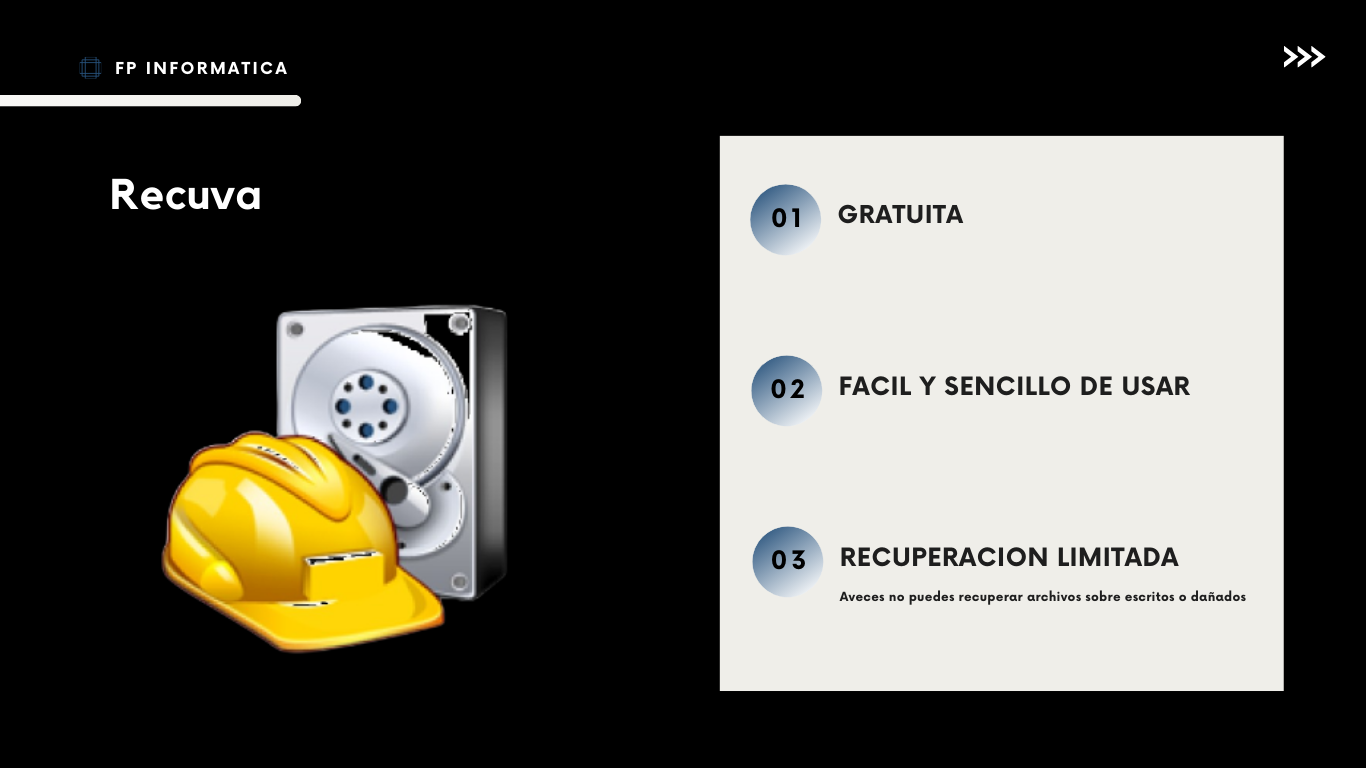 FP INFORMATICA
Recuva
01
GRATUITA
02
FACIL Y SENCILLO DE USAR
03
RECUPERACION LIMITADA
Aveces no puedes recuperar archivos sobre escritos o dañados